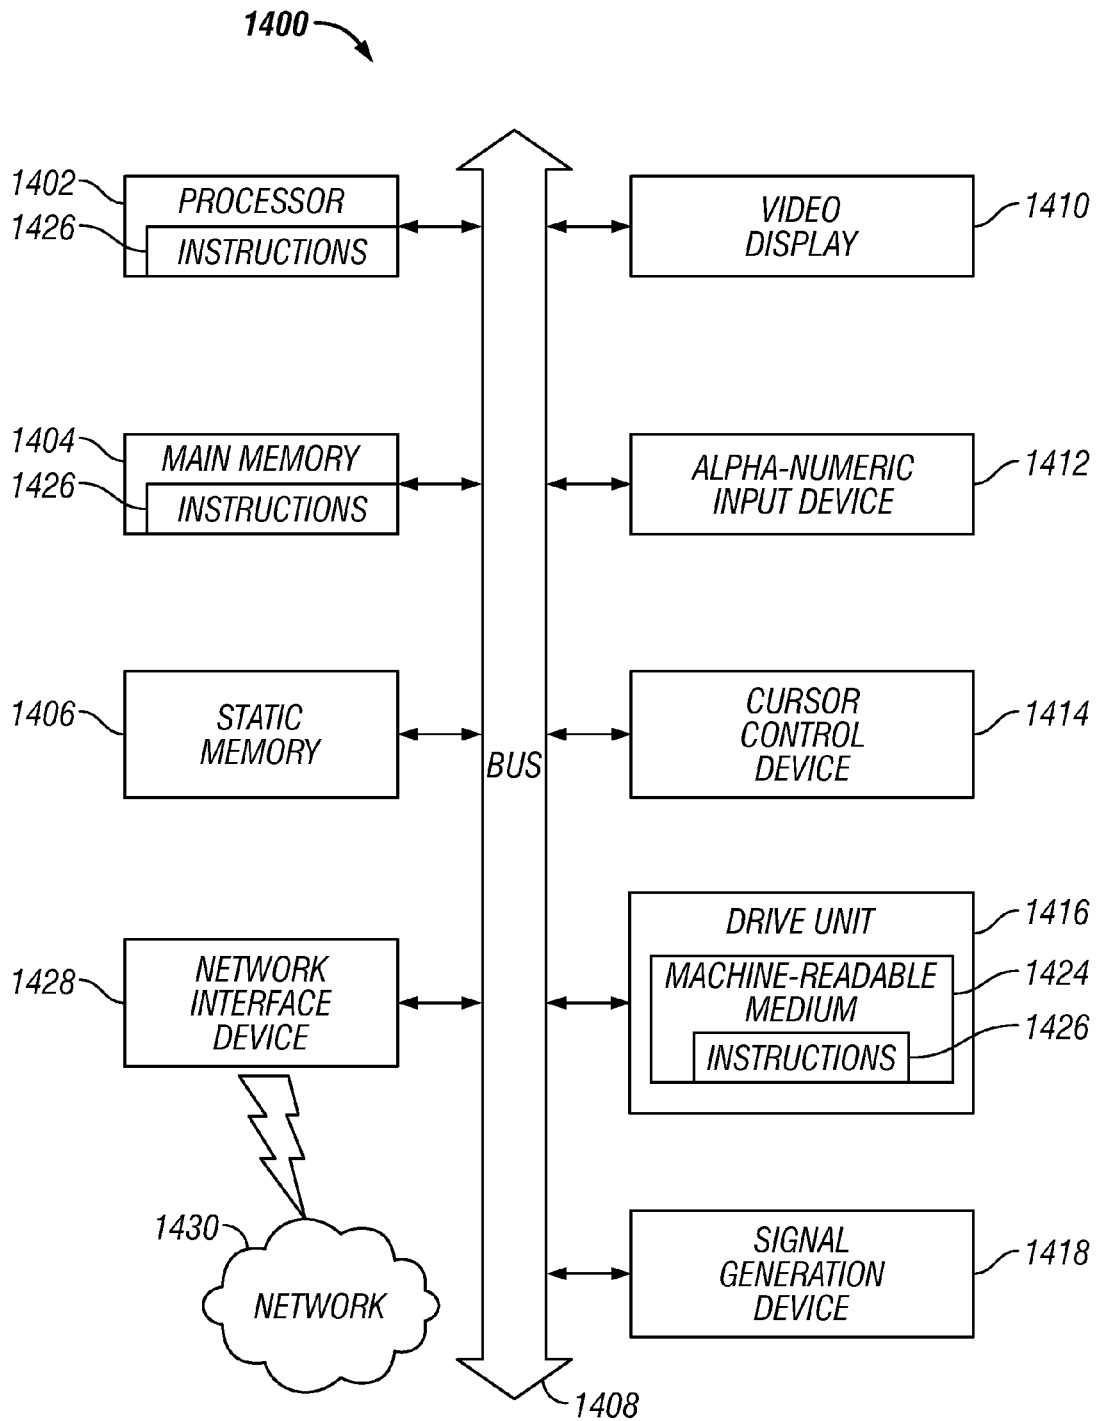 1400
1402
PROCESSOR
1426
INSTRUCTIONS
VIDEO
DISPLAY
1410
1404
MAIN MEMORY
1426
INSTRUCTIONS
ALPHA-NUMERIC
INPUT DEVICE
1412
1406
STATIC
MEMORY
BUS
CURSOR
CONTROL
DEVICE
1414
1428
NETWORK
INTERFACE
DEVICE
DRIVE UNIT
1416
MACHINE-READABLE
MEDIUM
1424
INSTRUCTIONS
1426
1430
NETWORK
SIGNAL
GENERATION
DEVICE
1418
1408